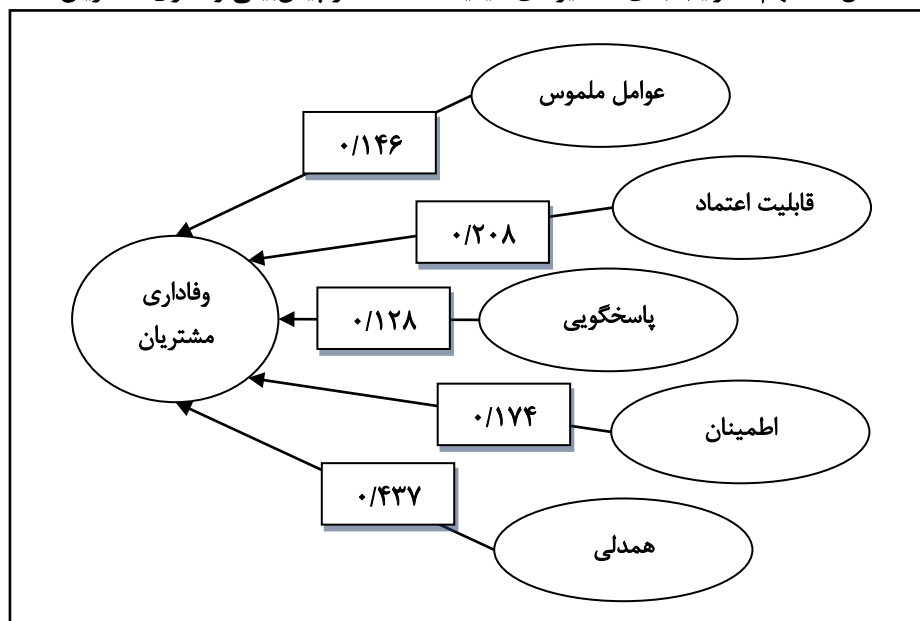 عوامل ملموس
۰/۱۴۶
قابلیت اعتماد
۰/۲۰۸
وفاداری
مشتریان
پاسخگویی
۰/۱۲۸
اطمینان
۰/۱۷۴
همدلی
۰/۴۳۷